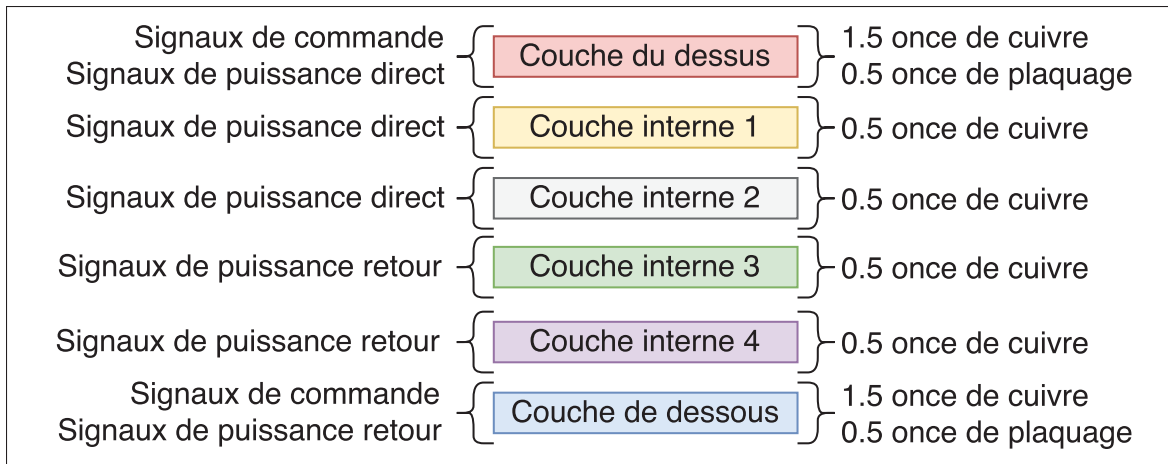 Signaux de commande
Signaux de puissance direct
Couche du dessus
1.5 once de cuivre
0.5 once de plaquage
Signaux de puissance direct
Couche interne 1
0.5 once de cuivre
Signaux de puissance direct
Couche interne 2
0.5 once de cuivre
Signaux de puissance retour
Couche interne 3
0.5 once de cuivre
Signaux de puissance retour
Couche interne 4
0.5 once de cuivre
Signaux de commande
Signaux de puissance retour
Couche de dessous
1.5 once de cuivre
0.5 once de plaquage